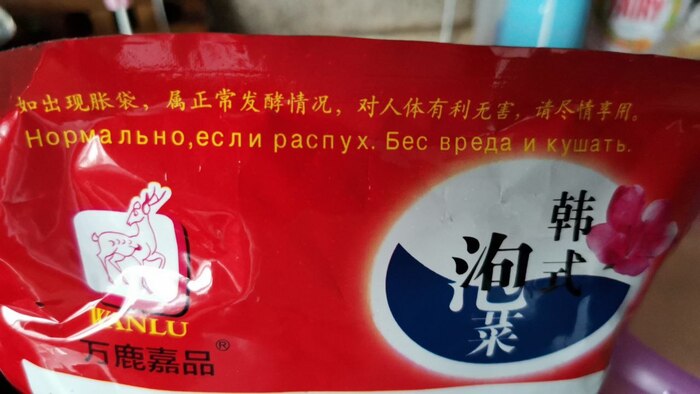 如出现胀袋，属正常发酵情况，对人体有利无害，请尽情享用。
Нормально,если распух. Бес вреда и кушать.
WANLU
万鹿嘉品®
韩式
泡菜